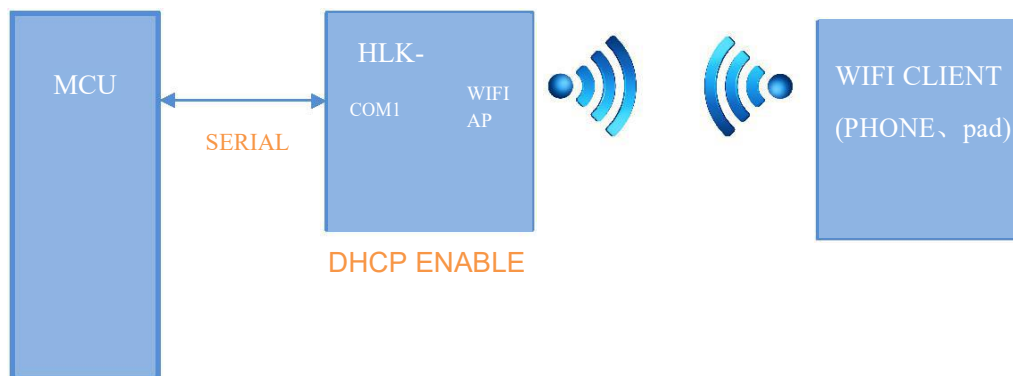 MCU
SERIAL
HLK-
COM1
WIFI
AP
DHCP ENABLE
WIFI CLIENT
(PHONE、pad)